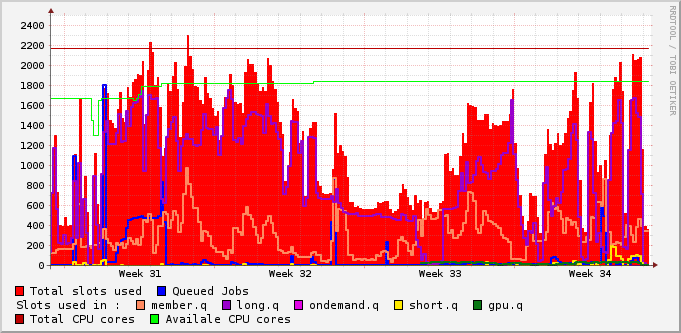 RRDTOOL / TOBI OETIKER
2400
2200
2000
1800
1600
1400
1200
1000
800
600
400
200
0
Week 31 Week 32 Week 33 Week 34
Total slots used Queued Jobs
Slots used in : member.q long.q ondemand.q short.q gpu.q
Total CPU cores Availale CPU cores